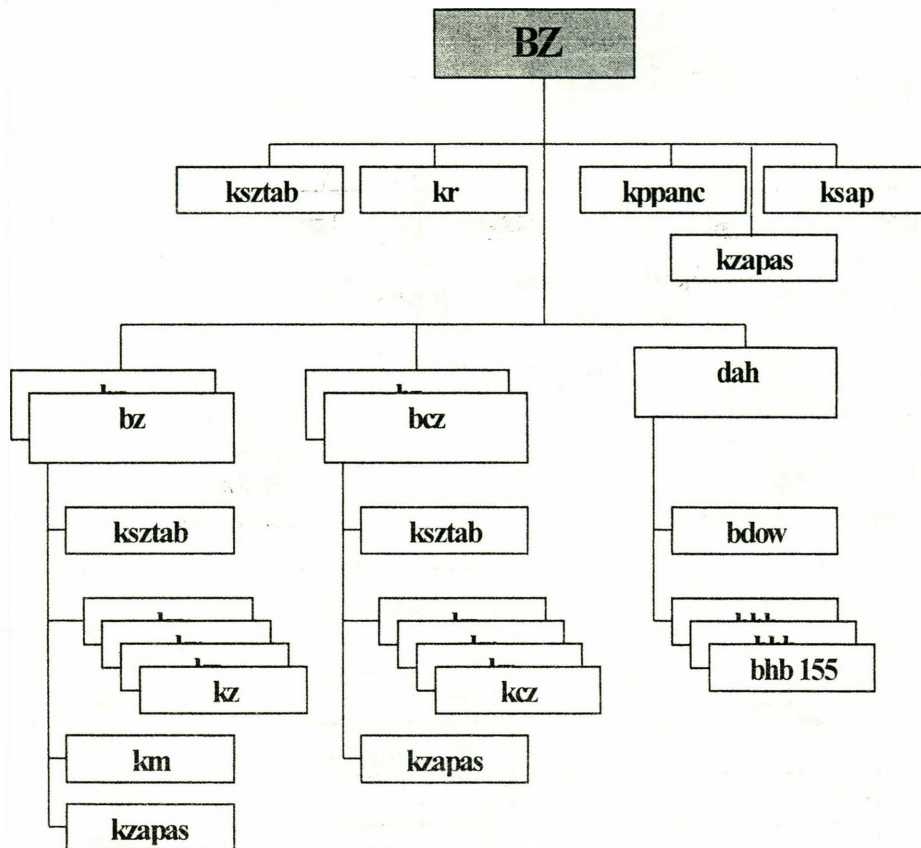 BZ
ksztab
kr
kppanc
ksap
kzapas
bz
bcz
dah
ksztab
ksztab
bdow
kz
kcz
bhb 155
km
kzapas
kzapas